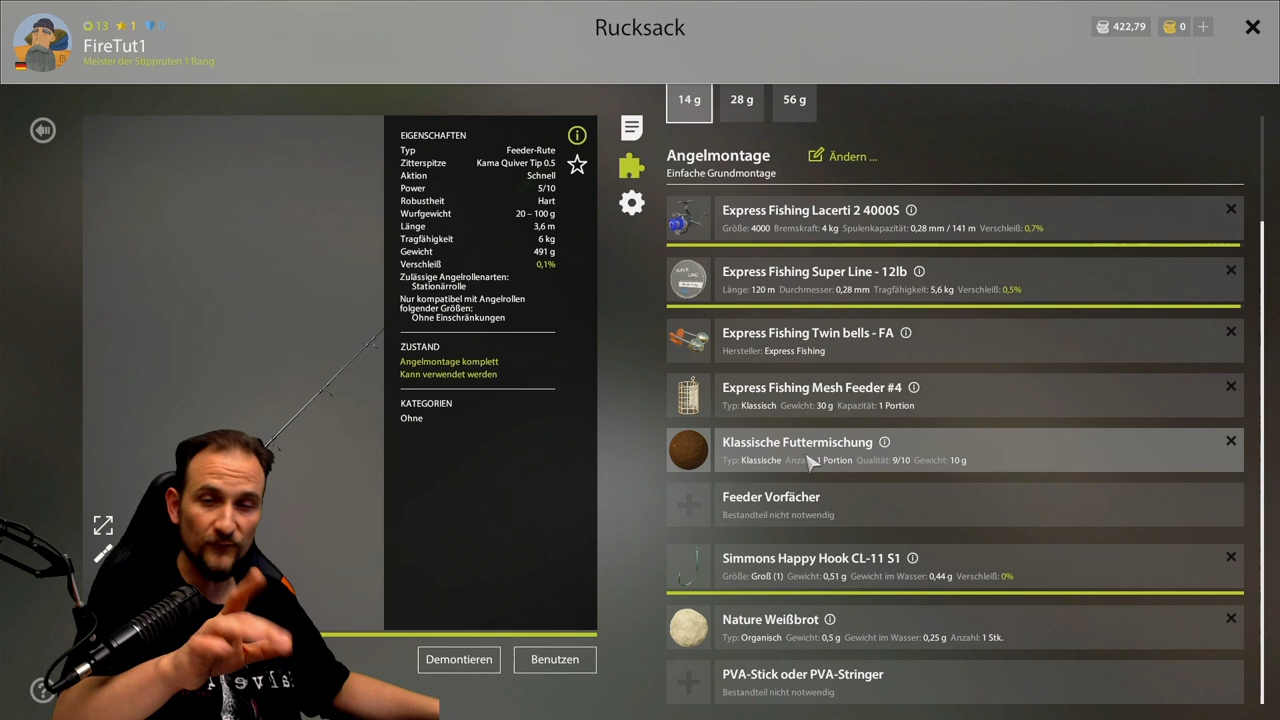 13 1 0
FireTut1
Meister der Stippruten 1 Rang
Rucksack
422,79 0
EIGENSCHAFTEN
Typ Feeder-Rute
Zitterspitze Kama Quiver Tip 0.5
Aktion Schnell
Power 5/10
Robustheit Hart
Wurfgewicht 20 – 100 g
Länge 3,6 m
Tragfähigkeit 6 kg
Gewicht 491 g
Verschleiß 0,1%
Zulässige Angelrollenarten:
Stationärrolle
Nur kompatibel mit Angelrollen
folgender Größen:
Ohne Einschränkungen
ZUSTAND
Angelmontage komplett
Kann verwendet werden
KATEGORIEN
Ohne
Demontieren Benutzen
14 g 28 g 56 g
Angelmontage Ändern ...
Einfache Grundmontage
Express Fishing Lacerti 2 4000S
Größe: 4000 Bremskraft: 4 kg Spulenkapazität: 0,28 mm / 141 m Verschleiß: 0,7%
Express Fishing Super Line - 12lb
Länge: 120 m Durchmesser: 0,28 mm Tragfähigkeit: 5,6 kg Verschleiß: 0,5%
Express Fishing Twin bells - FA
Hersteller: Express Fishing
Express Fishing Mesh Feeder #4
Typ: Klassisch Gewicht: 30 g Kapazität: 1 Portion
Klassische Futtermischung
Typ: Klassische 1 Portion Qualität: 9/10 Gewicht: 10 g
Feeder Vorfächer
Bestandteil nicht notwendig
Simmons Happy Hook CL-11 S1
Größe: Groß (1) Gewicht: 0,51 g Gewicht im Wasser: 0,44 g Verschleiß: 0%
Nature Weißbrot
Typ: Organisch Gewicht: 0,5 g Gewicht im Wasser: 0,25 g Anzahl: 1 Stk.
PVA-Stick oder PVA-Stringer
Bestandteil nicht notwendig